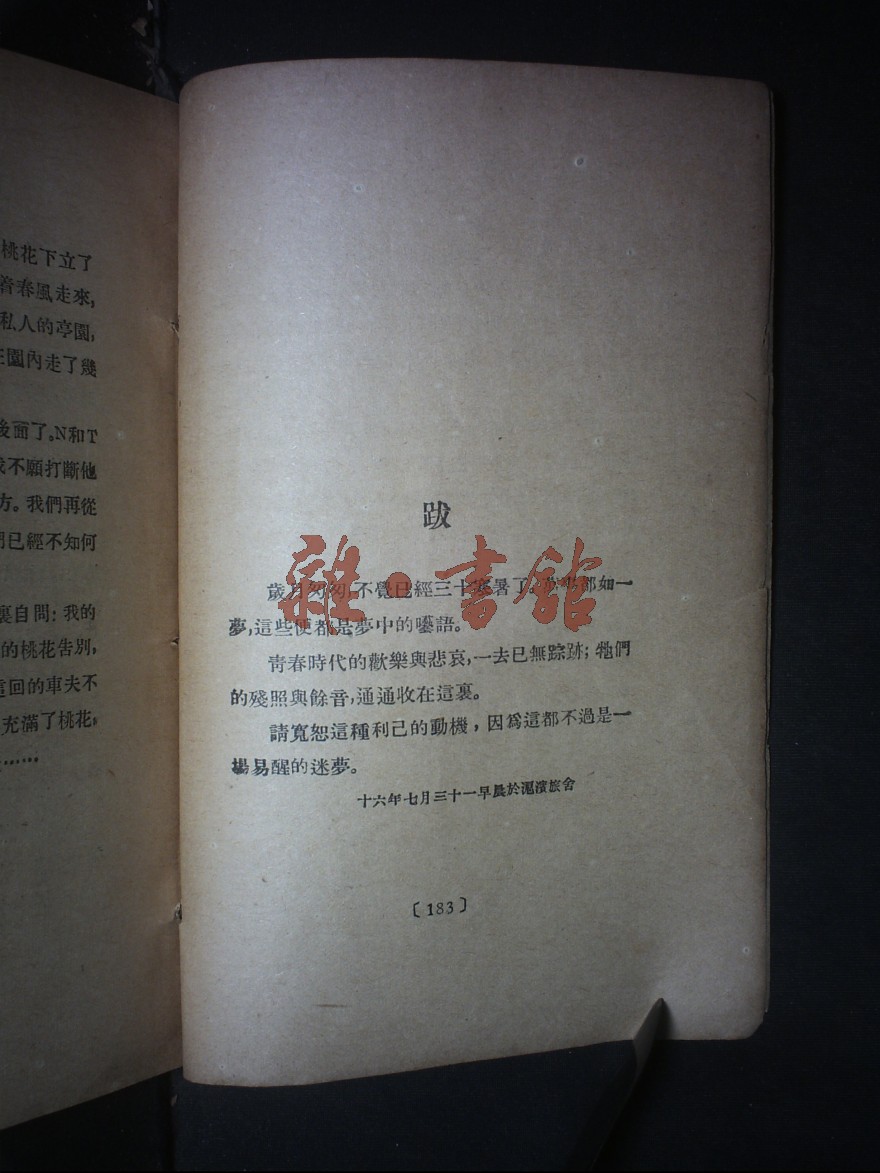 桃花下立了
着春風走來,
私人的亭園,
園內走了幾
後面了。N和T
不願打斷他
方。我們再從
已經不知何
裏自問:我的
的桃花告別,
這回的車夫不
充滿了桃花,
……
跋
歲月匆匆,不覺已經三十寒暑了。都如一
夢,這些便都是夢中的囈語。
靑春時代的歡樂與悲哀,一去已無踪跡;牠們
的殘照與餘音,通通收在這裏。
請寬恕這種利己的動機,因爲這都不過是一
場易醒的迷夢。
十六年七月三十一早晨於滬濱旅舍
〔183〕
雜·書館